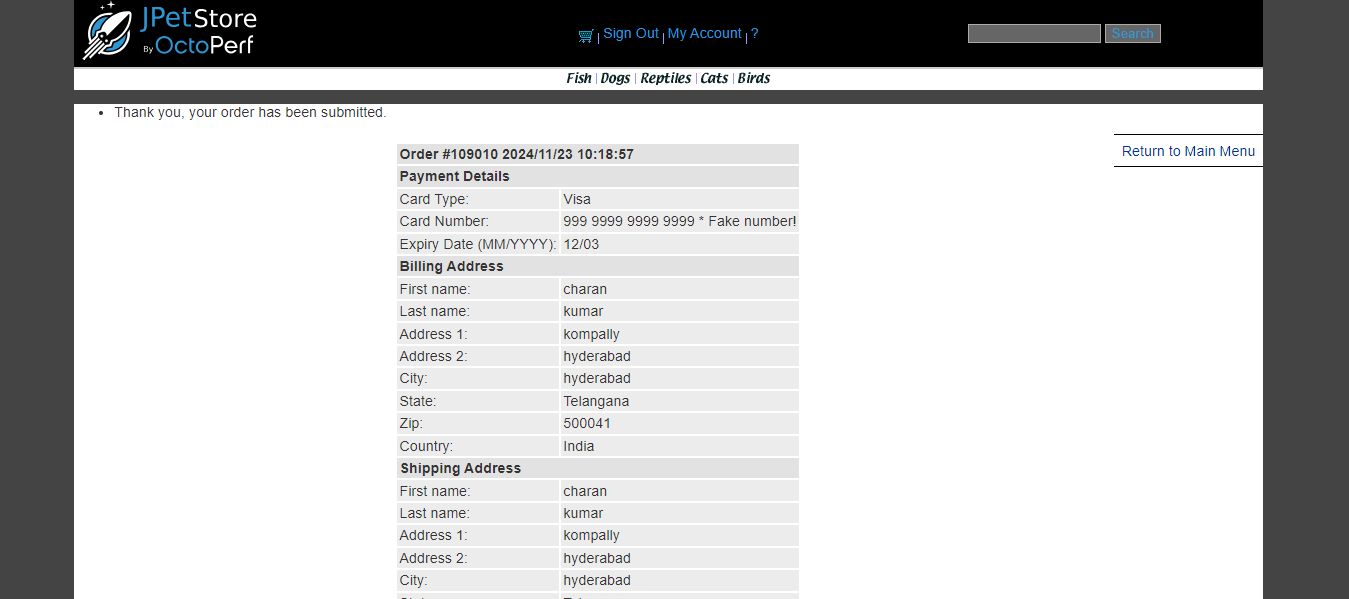 JPetStore
By OctoPerf
Sign Out | My Account | ?
Search
Fish | Dogs | Reptiles | Cats | Birds
• Thank you, your order has been submitted.
Return to Main Menu
Order #109010 2024/11/23 10:18:57
Payment Details
Card Type: Visa
Card Number: 999 9999 9999 9999 * Fake number!
Expiry Date (MM/YYYY): 12/03
Billing Address
First name: charan
Last name: kumar
Address 1: kompally
Address 2: hyderabad
City: hyderabad
State: Telangana
Zip: 500041
Country: India
Shipping Address
First name: charan
Last name: kumar
Address 1: kompally
Address 2: hyderabad
City: hyderabad